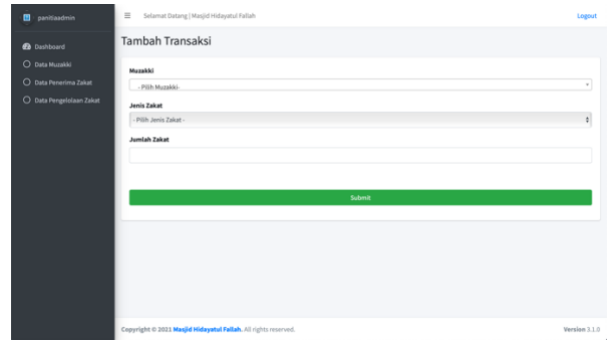 panitiaadmin
Selamat Datang | Masjid Hidayatul Fallah
Logout
Dashboard
Data Muzakki
Data Penerima Zakat
Data Pengelolaan Zakat
Tambah Transaksi
Muzakki
- Pilih Muzakki-
Jenis Zakat
- Pilih Jenis Zakat -
Jumlah Zakat
Submit
Copyright © 2021 Masjid Hidayatul Fallah. All rights reserved.
Version 3.1.0